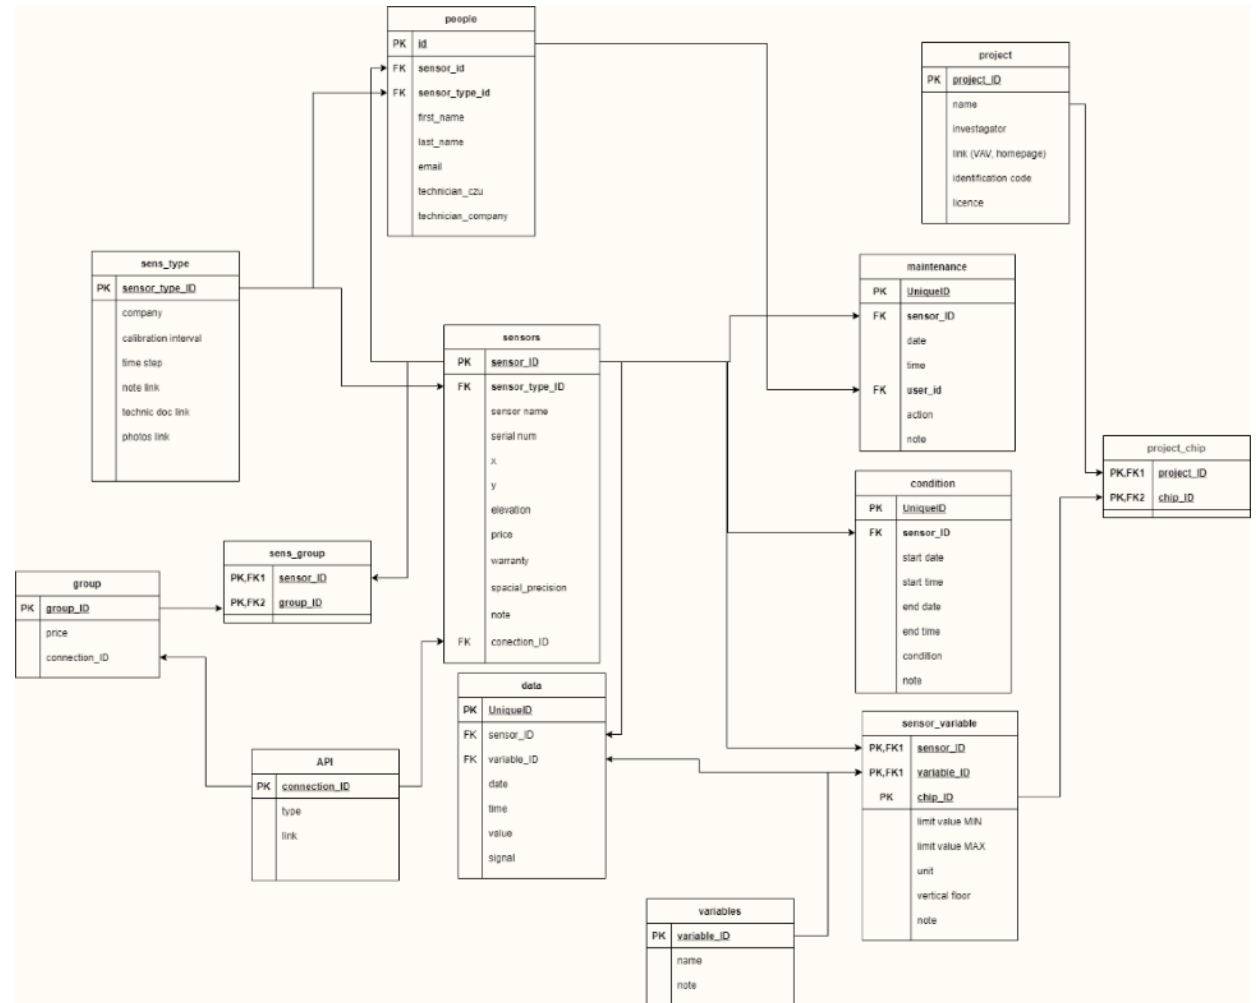 people
PK id
FK sensor_id
FK sensor_type_id
first_name
last_name
email
technician_czu
technician_company
project
PK project_ID
name
investagator
link (VAV, homepage)
identification code
licence
sens_type
PK sensor_type_ID
company
calibration interval
time step
note link
technic doc link
photos link
maintenance
PK UniqueID
FK sensor_ID
date
time
FK user_id
action
note
sensors
PK sensor_ID
FK sensor_type_ID
sensor name
serial num
x
y
elevation
price
warranty
spacial_precision
note
FK conection_ID
project_chip
PK,FK1 project_ID
PK,FK2 chip_ID
condition
PK UniqueID
FK sensor_ID
start date
start time
end date
end time
condition
note
sens_group
PK,FK1 sensor_ID
PK,FK2 group_ID
group
PK group_ID
price
connection_ID
data
PK UniqueID
FK sensor_ID
FK variable_ID
date
time
value
signal
sensor_variable
PK,FK1 sensor_ID
PK,FK1 variable_ID
PK chip_ID
limit value MIN
limit value MAX
unit
vertical floor
note
API
PK connection_ID
type
link
variables
PK variable_ID
name
note